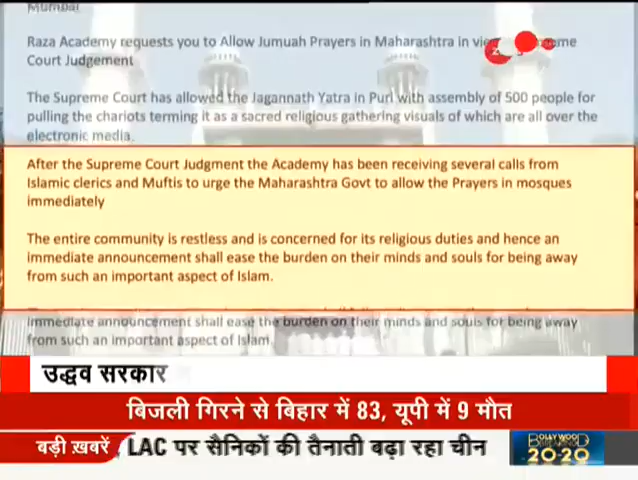 Mumbai
Raza Academy requests you to Allow Jumuah Prayers in Maharashtra in
Court Judgement
The Supreme Court has allowed the Jagannath Yatra in Puri with assembly of 500 people for
pulling the chariots terming it as a sacred religious gathering visuals of which are all over the
electronic media.
After the Supreme Court Judgment the Academy has been receiving several calls from
Islamic clerics and Muftis to urge the Maharashtra Govt to allow the Prayers in mosques
immediately
The entire community is restless and is concerned for its religious duties and hence an
immediate announcement shall ease the burden on their minds and souls for being away
from such an important aspect of Islam.
immediate announcement shall ease the burden on their minds and souls for being away
from such an important aspect of Islam.
उद्धव सरकार
बिजली गिरने से बिहार में 83, यूपी में 9 मौत
बड़ी ख़बरें LAC पर सैनिकों की तैनाती बढ़ा रहा चीन
BOLLYWOOD
BREAKING
20-20